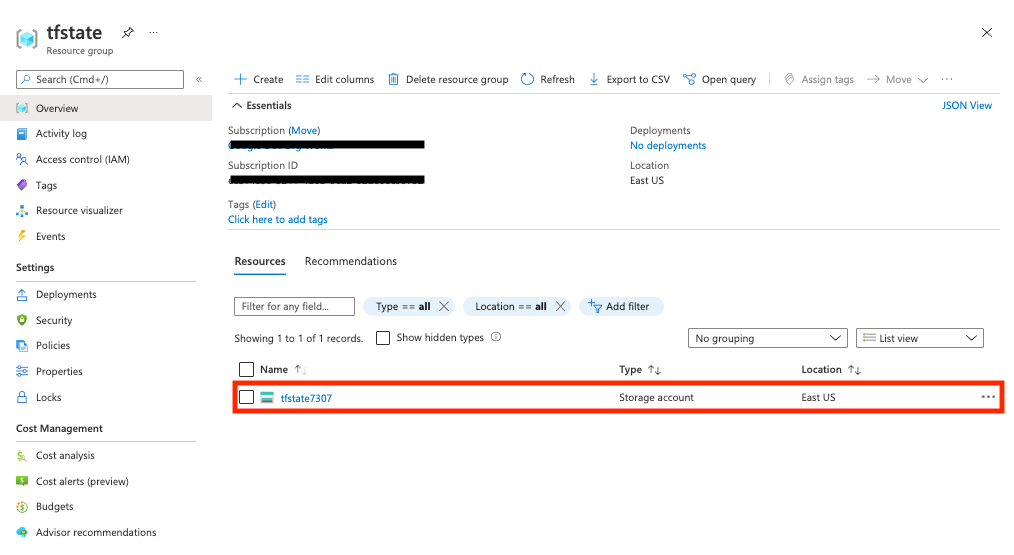 tfstate
Resource group
Search (Cmd+/)
«
Overview
Activity log
Access control (IAM)
Tags
Resource visualizer
Events
Settings
Deployments
Security
Policies
Properties
Locks
Cost Management
Cost analysis
Cost alerts (preview)
Budgets
Advisor recommendations
Create Edit columns Delete resource group Refresh Export to CSV Open query Assign tags Move
Essentials JSON View
Subscription (Move)
Subscription ID
Tags (Edit)
Click here to add tags
Deployments
No deployments
Location
East US
Resources Recommendations
Filter for any field... Type == all Location == all Add filter
Showing 1 to 1 of 1 records. Show hidden types No grouping List view
Name Type Location
tfstate7307 Storage account East US